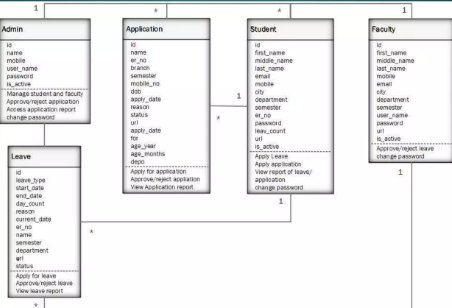 1
*
*
1
Admin
id
name
mobile
user_name
password
is_active
Manage student and faculty
Approve/reject application
Access application report
change password
Application
id
name
er_no
branch
semester
mobile_no
dob
apply_date
reason
status
url
apply_date
for
age_year
age_months
depo
Apply for application
Approve/reject appliation
View Application report
1
*
Student
id
first_name
middle_name
last_name
email
mobile
city
department
semester
er_no
password
leav_count
url
is_active
Apply Leave
Apply application
View report of leave/
application
change password
1
Faculty
id
first_name
middle_name
last_name
mobile
email
city
department
semester
user_name
password
url
is_active
Approve/reject leave
change password
1
Leave
id
leave_type
start_date
end_date
day_count
reason
current_date
er_no
name
semester
department
url
status
Apply for leave
Approve/reject leave
View leave report
*
*